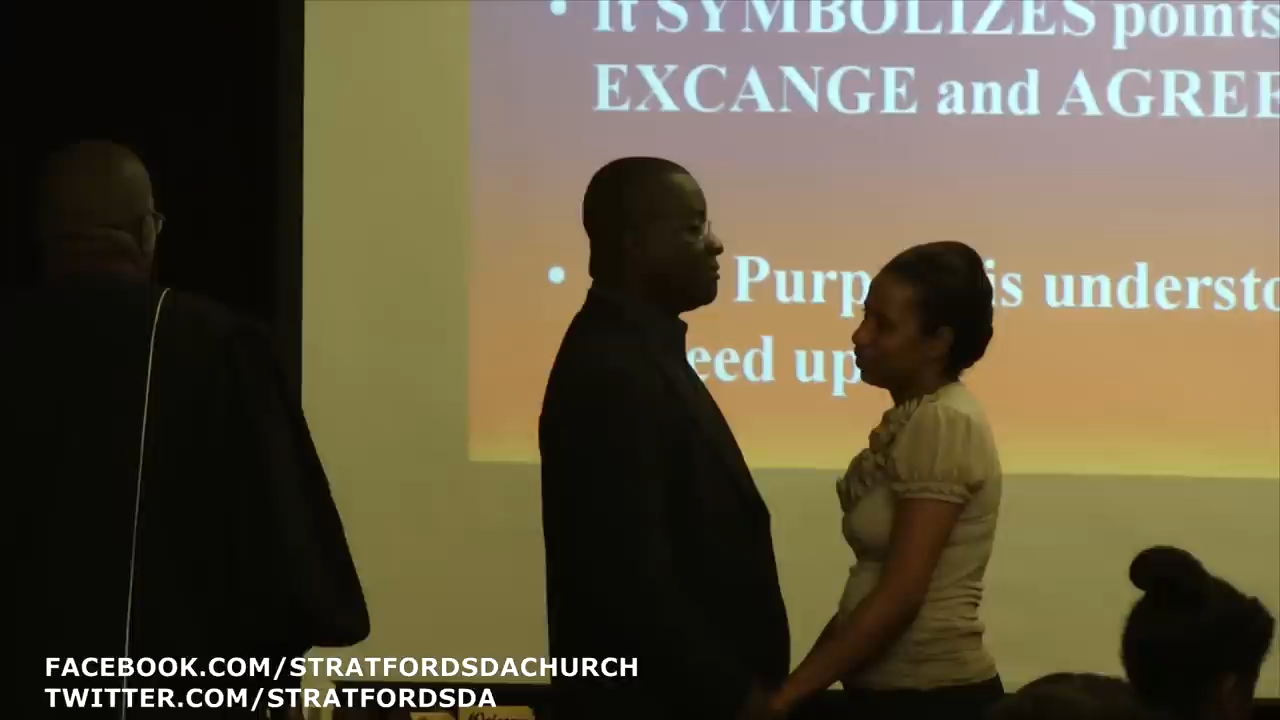 • It SYMBOLIZES points
EXCANGE and AGREE
• Purp is understo
eed up
FACEBOOK.COM/STRATFORDSDACHURCH
TWITTER.COM/STRATFORDSDA